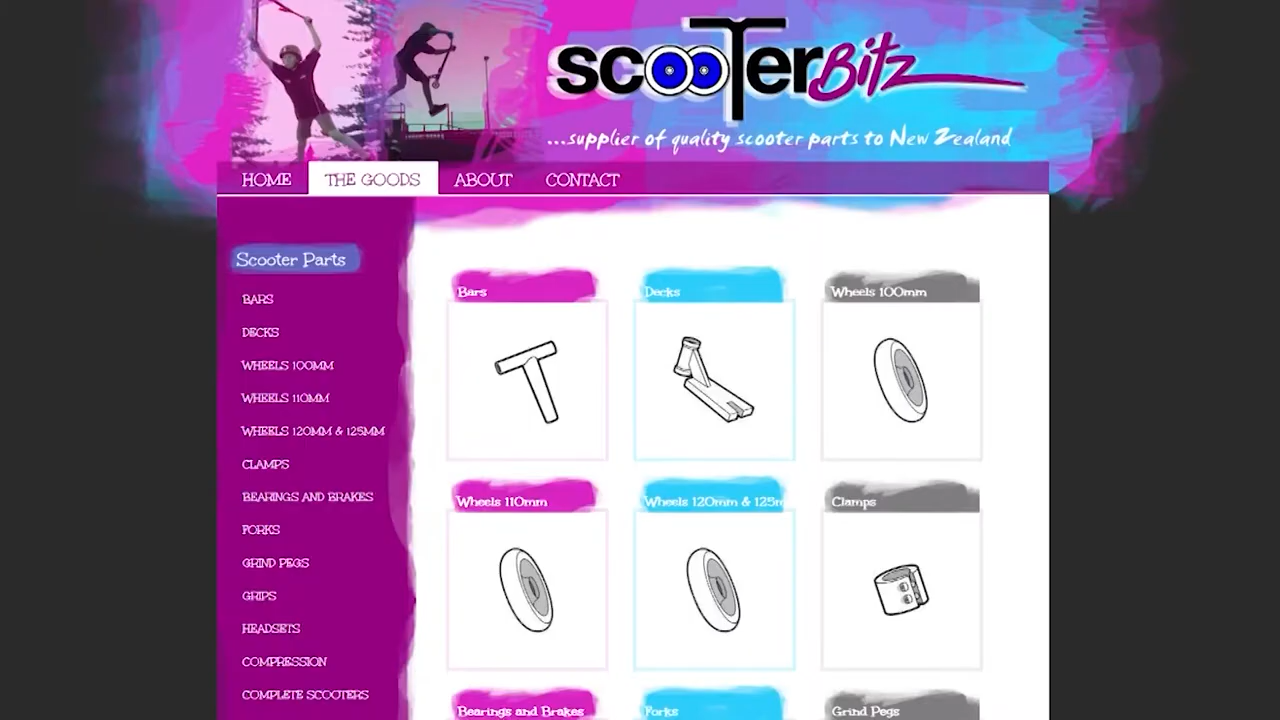 scooTerBitz
...supplier of quality scooter parts to New Zealand
HOME THE GOODS ABOUT CONTACT
Scooter Parts
BARS
DECKS
WHEELS 100MM
WHEELS 110MM
WHEELS 120MM & 125MM
CLAMPS
BEARINGS AND BRAKES
FORKS
GRIND PEGS
GRIPS
HEADSETS
COMPRESSION
COMPLETE SCOOTERS
Bars Decks Wheels 100mm
Wheels 110mm Wheels 120mm & 125m Clamps
Bearings and Brakes Forks Grind Pegs